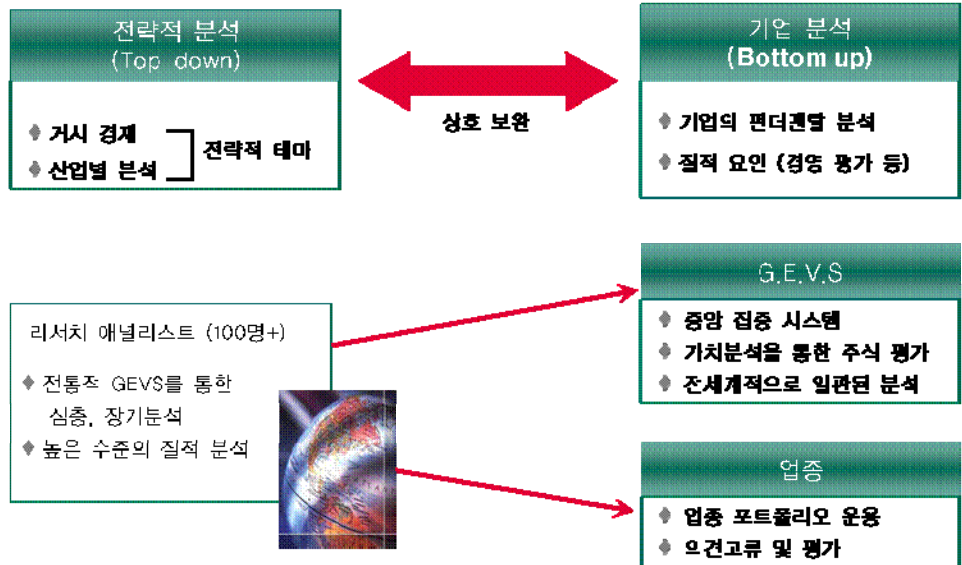 전략적 분석
(Top down)
거시 경제
산업별 분석
전략적 테마
상호 보완
기업 분석
(Bottom up)
기업의 펀더멘탈 분석
질적 요인 (경영 평가 등)
리서치 애널리스트 (100명+)
전통적 GEVS를 통한
심층, 장기분석
높은 수준의 질적 분석
G.E.V.S
중앙 집중 시스템
가치분석을 통한 주식 평가
전세계적으로 일관된 분석
업종
업종 포트폴리오 운용
의견교류 및 평가